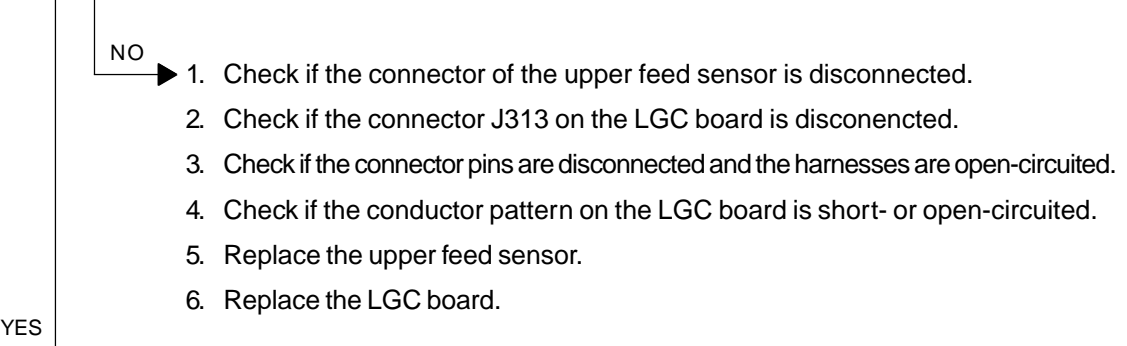 NO
1. Check if the connector of the upper feed sensor is disconnected.
2. Check if the connector J313 on the LGC board is disconencted.
3. Check if the connector pins are disconnected and the harnesses are open-circuited.
4. Check if the conductor pattern on the LGC board is short- or open-circuited.
5. Replace the upper feed sensor.
6. Replace the LGC board.
YES